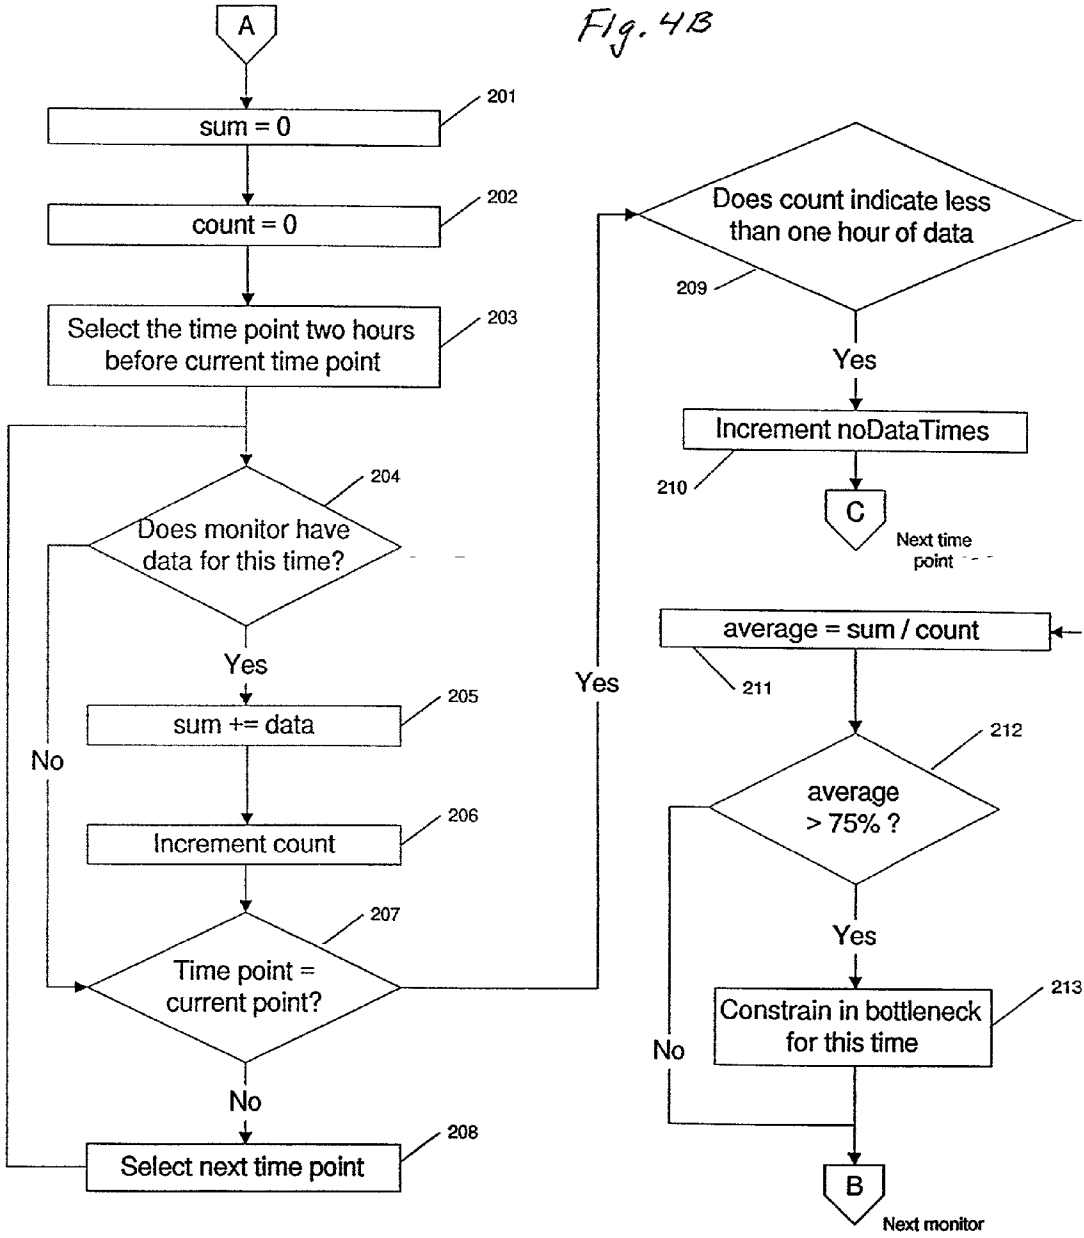 Fig. 4B
A
201
sum = 0
202
count = 0
203
Select the time point two hours
before current time point
204
Does monitor have
data for this time?
Yes
No
205
sum += data
206
Increment count
207
Time point =
current point?
Yes
No
208
Select next time point
Does count indicate less
than one hour of data
209
Yes
Increment noDataTimes
210
C
Next time
point
average = sum / count
211
212
average
> 75% ?
Yes
No
213
Constrain in bottleneck
for this time
B
Next monitor